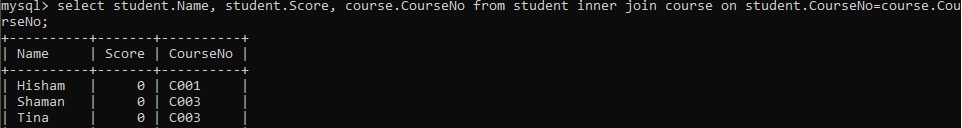 mysql> select student.Name, student.Score, course.CourseNo from student inner join course on student.CourseNo=course.Cou
rseNo;
+----------+-------+----------+
| Name     | Score | CourseNo |
+----------+-------+----------+
| Hisham   |     0 | C001     |
| Shaman   |     0 | C003     |
| Tina     |     0 | C003     |